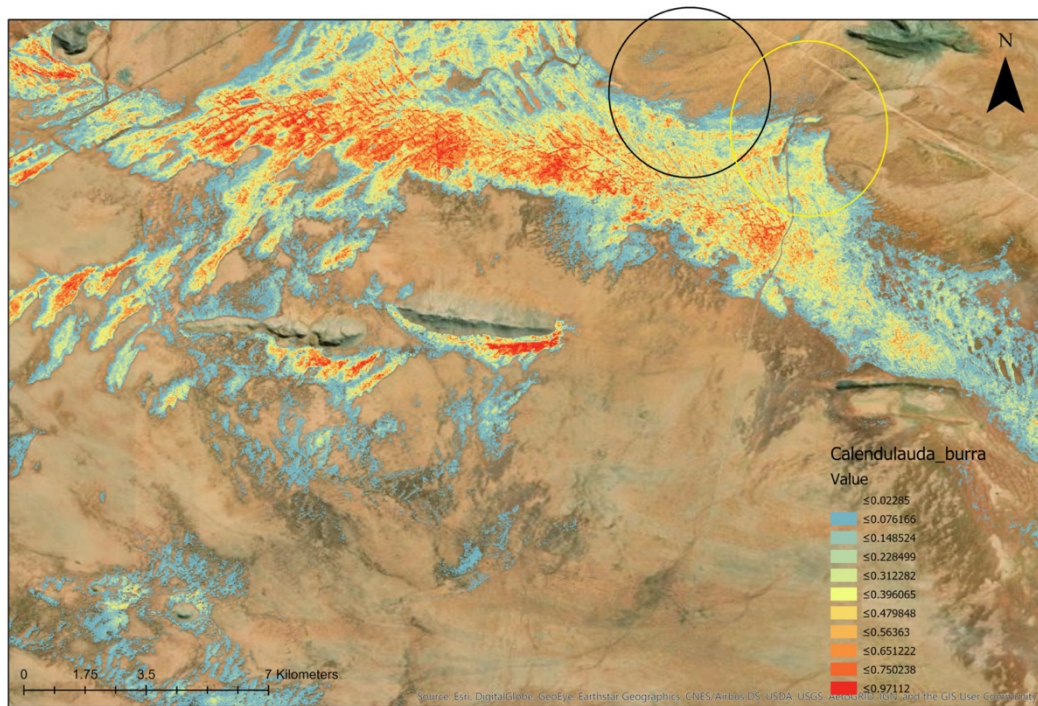 N
Calendulauda_burra
Value
≤0.02285
≤0.076166
≤0.148524
≤0.228499
≤0.312282
≤0.396065
≤0.479848
≤0.56363
≤0.651222
≤0.750238
≤0.97112
0 1.75 3.5 7 Kilometers
Source: Esri, DigitalGlobe, GeoEye, Earthstar Geographics, CNES/Airbus DS, USDA, USGS, AeroGRID, IGN, and the GIS User Community